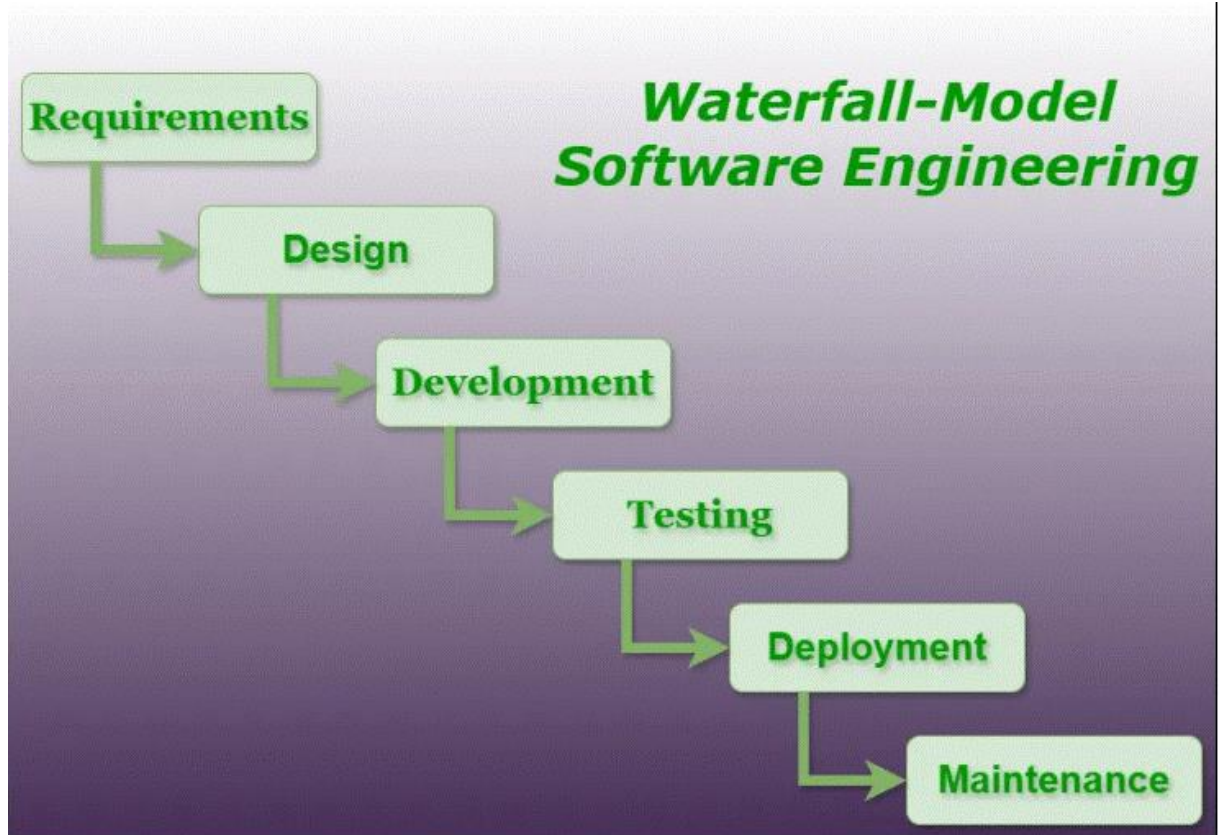 Waterfall-Model
Software Engineering
Requirements
Design
Development
Testing
Deployment
Maintenance